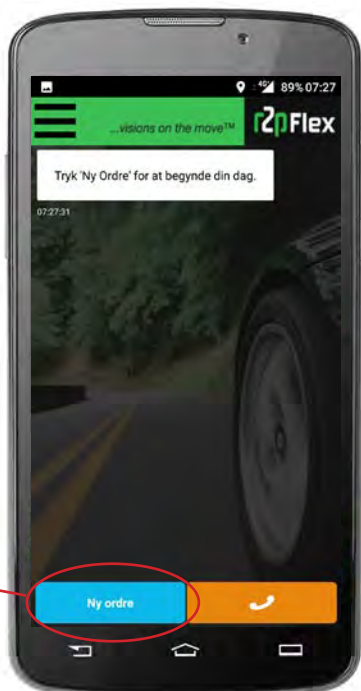 4G 89% 07:27
...visions on the move™ r2pFlex
Tryk 'Ny Ordre' for at begynde din dag.
07:27:31
Ny ordre